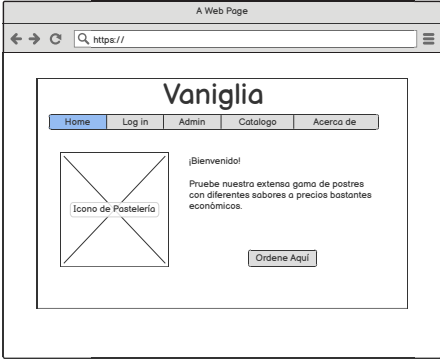 A Web Page
https://
Vaniglia
Home Log in Admin Catalogo Acerca de
¡Bienvenido!
Pruebe nuestra extensa gama de postres
con diferentes sabores a precios bastantes
económicos.
Icono de Pastelería
Ordene Aquí